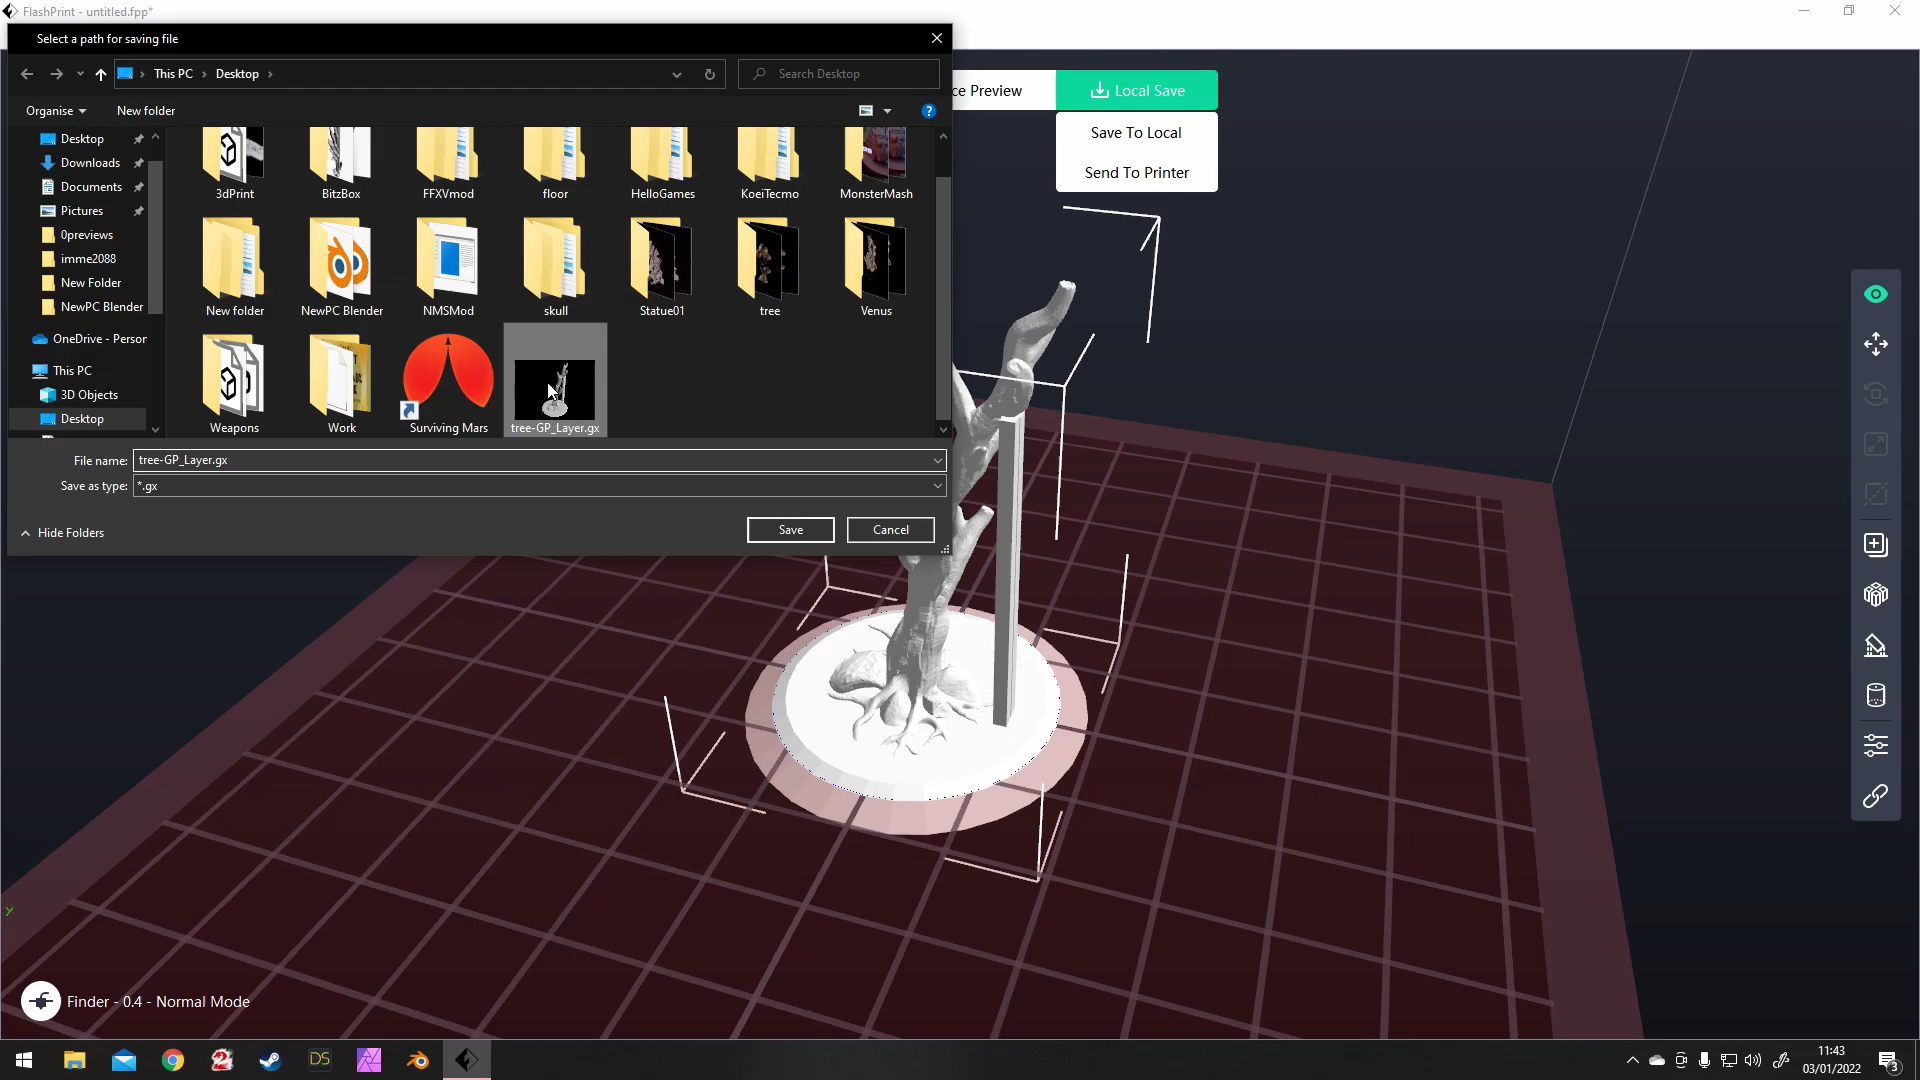 FlashPrint - untitled.fpp*
Select a path for saving file
This PC
Desktop
Search Desktop
Organise
New folder
ce Preview
Local Save
Save To Local
Send To Printer
Desktop
Downloads
Documents
Pictures
0previews
imme2088
New Folder
NewPC Blender
OneDrive - Person
This PC
3D Objects
Desktop
3dPrint
BitzBox
FFXVmod
floor
HelloGames
KoeiTecmo
MonsterMash
New folder
NewPC Blender
NMSMod
skull
Statue01
tree
Venus
Weapons
Work
Surviving Mars
tree-GP_Layer.gx
File name:
tree-GP_Layer.gx
Save as type:
*.gx
Hide Folders
Save
Cancel
Finder - 0.4 - Normal Mode
DS
11:43
03/01/2022
3